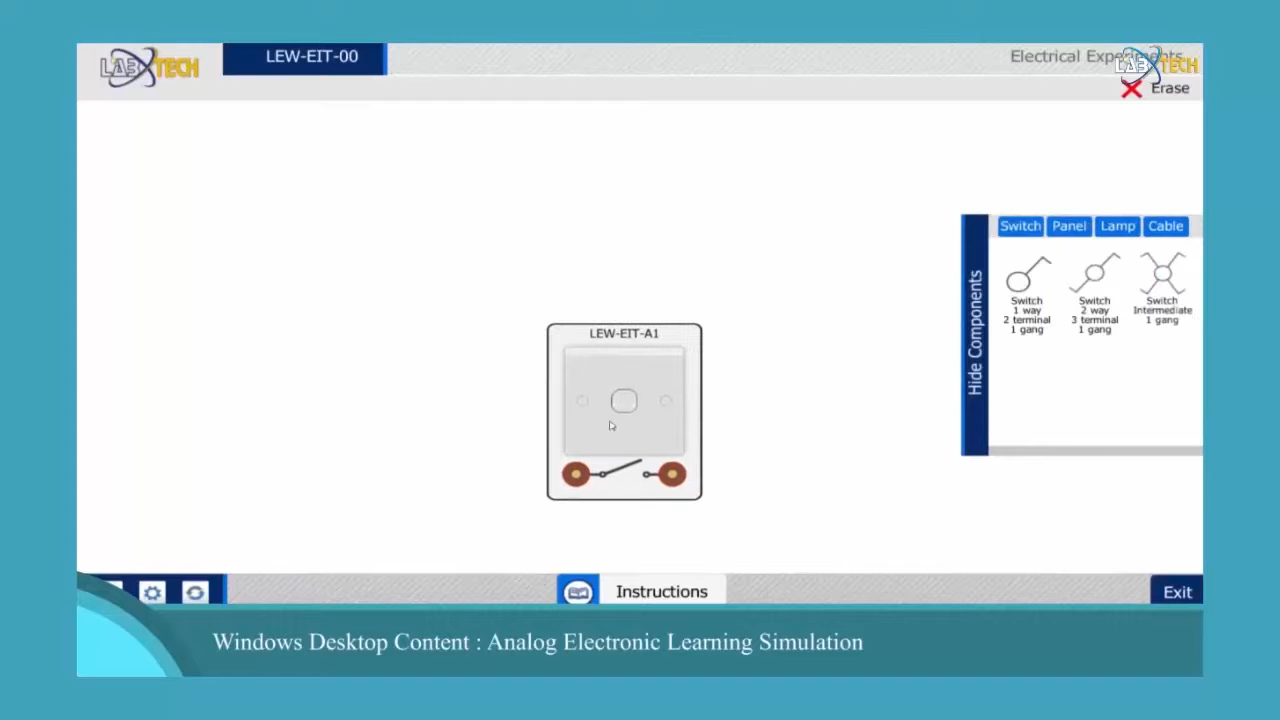 LABXTECH
LEW-EIT-00
Electrical Experiments
LABXTECH
Erase
Switch Panel Lamp Cable
Hide Components
Switch
1 way
2 terminal
1 gang
Switch
2 way
3 terminal
1 gang
Switch
Intermediate
1 gang
LEW-EIT-A1
Instructions
Exit
Windows Desktop Content : Analog Electronic Learning Simulation